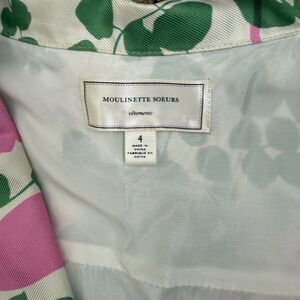 MOULINETTE SOEURS
vêtements
4
MADE IN
CHINA
FABRIQUÉ EN
CHINE